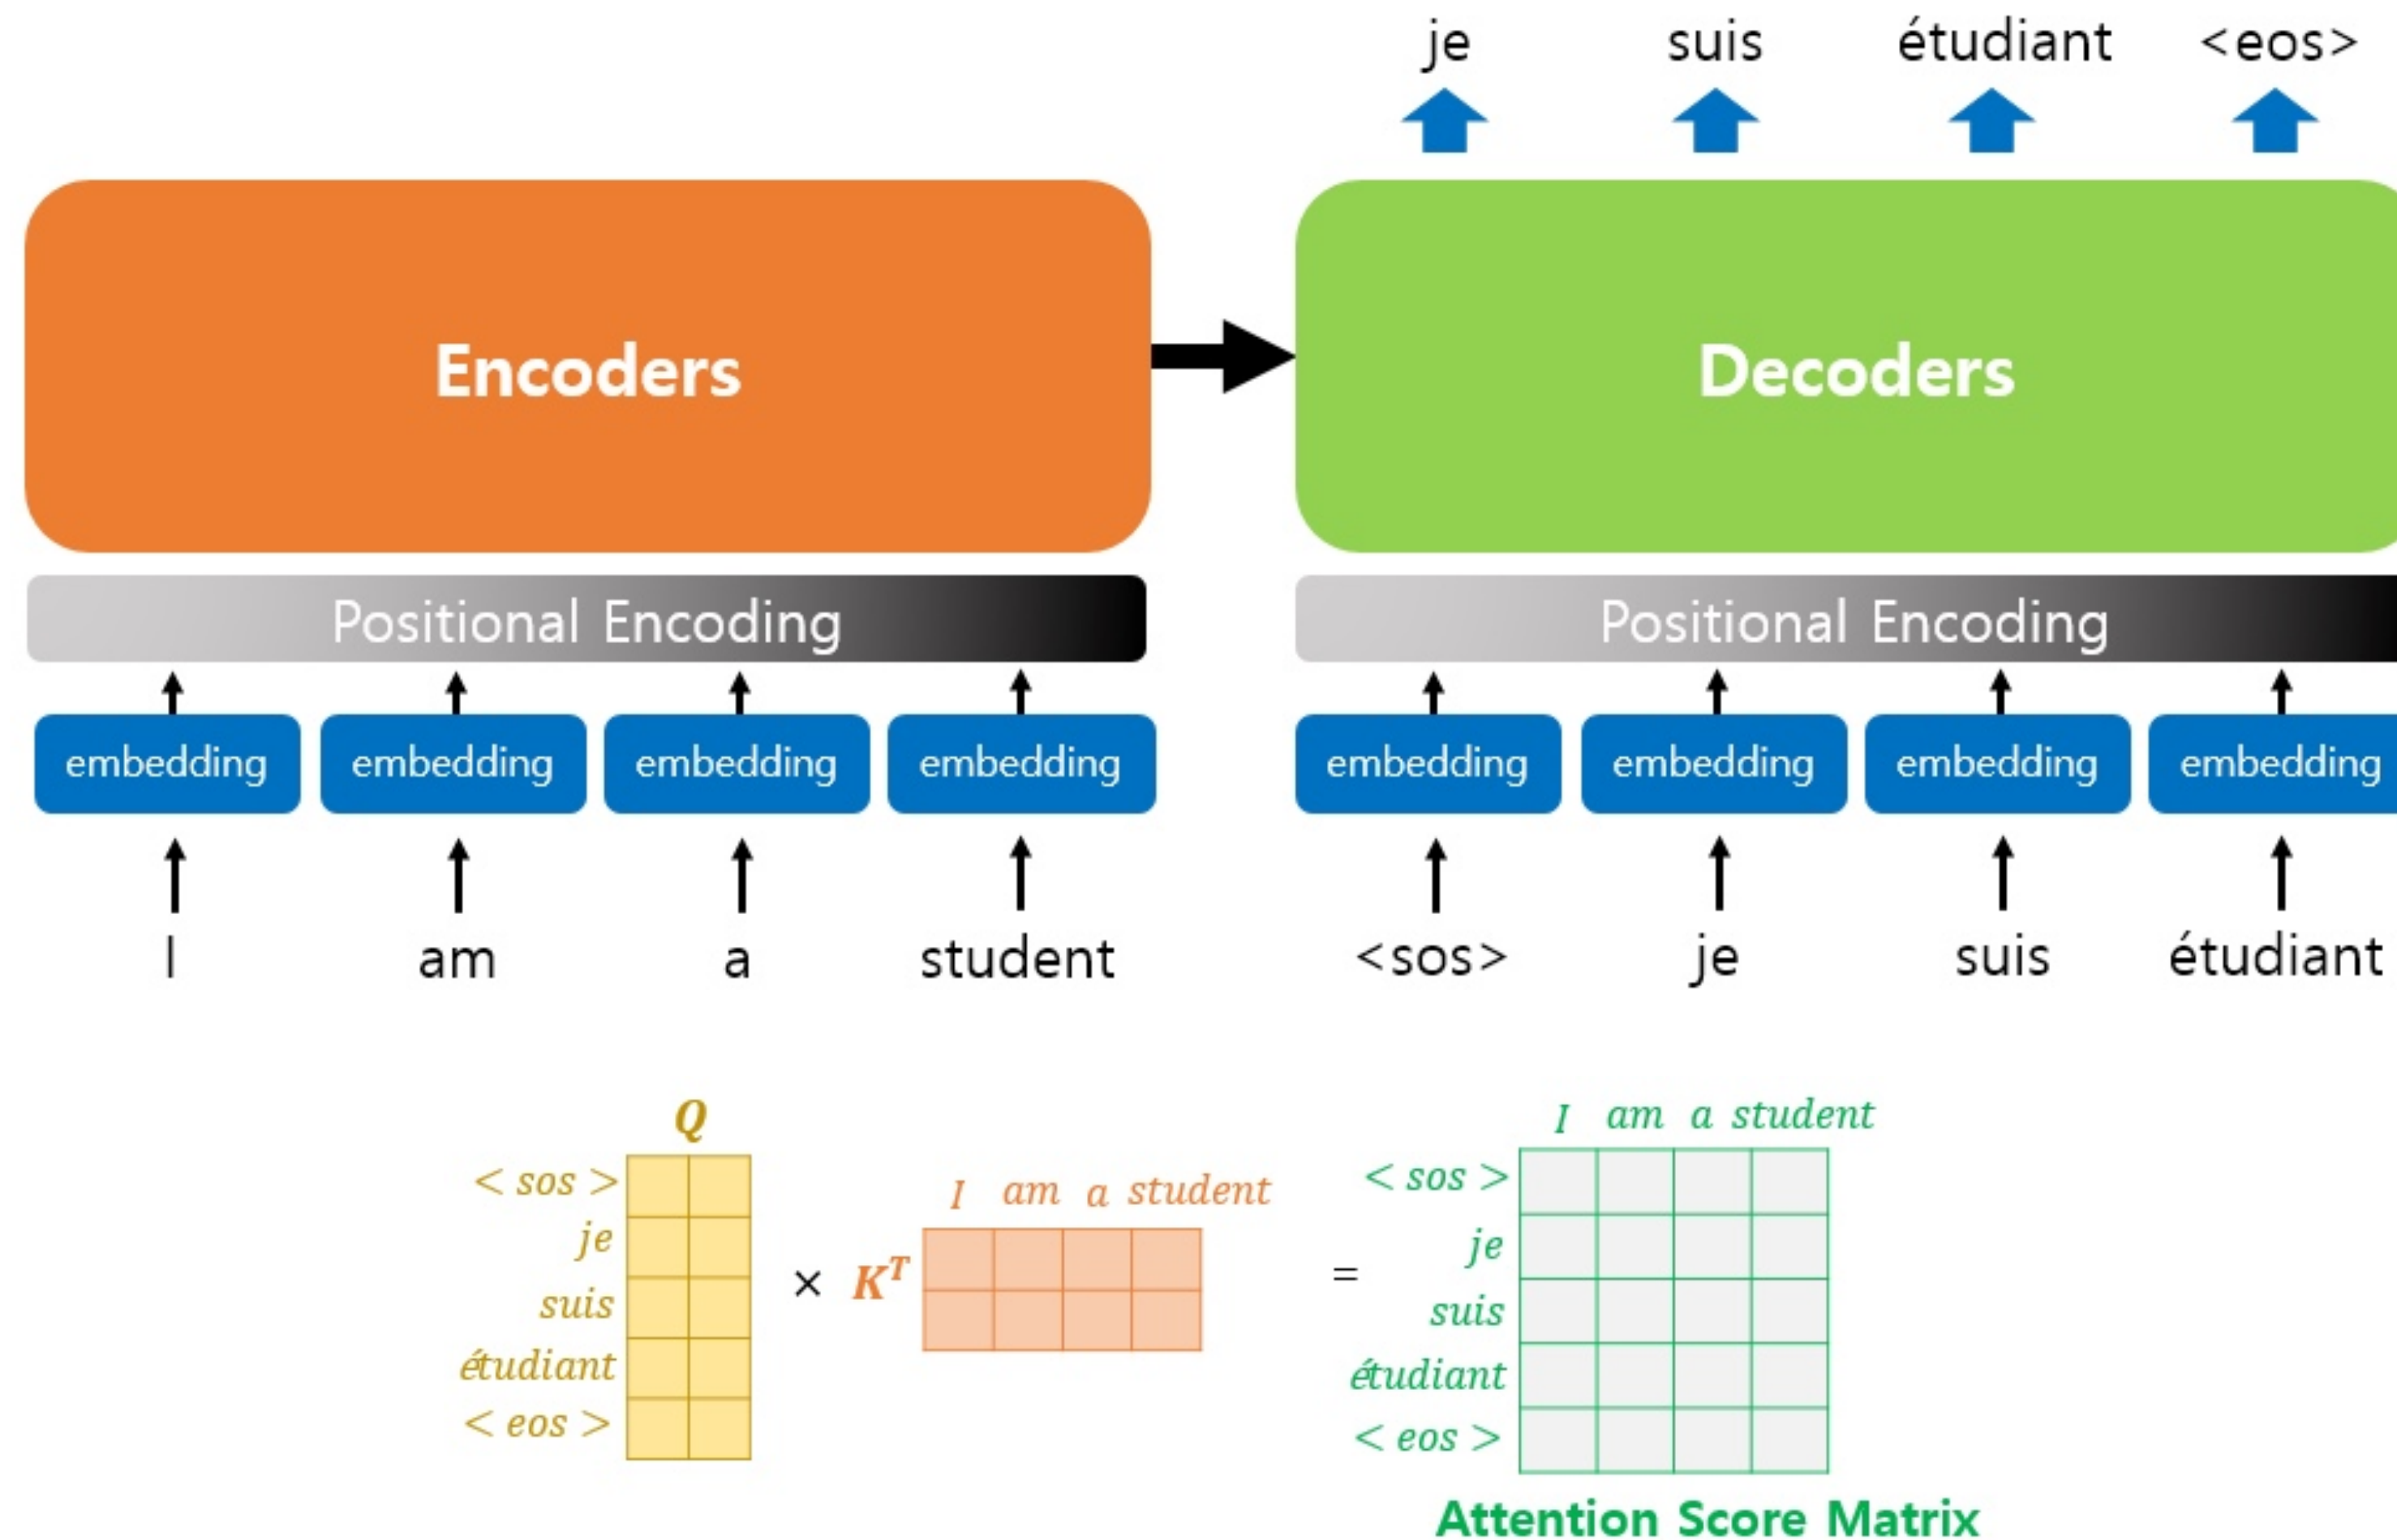 je suis étudiant <eos>
Encoders
Decoders
Positional Encoding
Positional Encoding
embedding embedding embedding embedding
embedding embedding embedding embedding
I am a student
<sos> je suis étudiant
Q
< sos >
je
suis
étudiant
< eos >
×
K^T
I am a student
=
I am a student
< sos >
je
suis
étudiant
< eos >
Attention Score Matrix